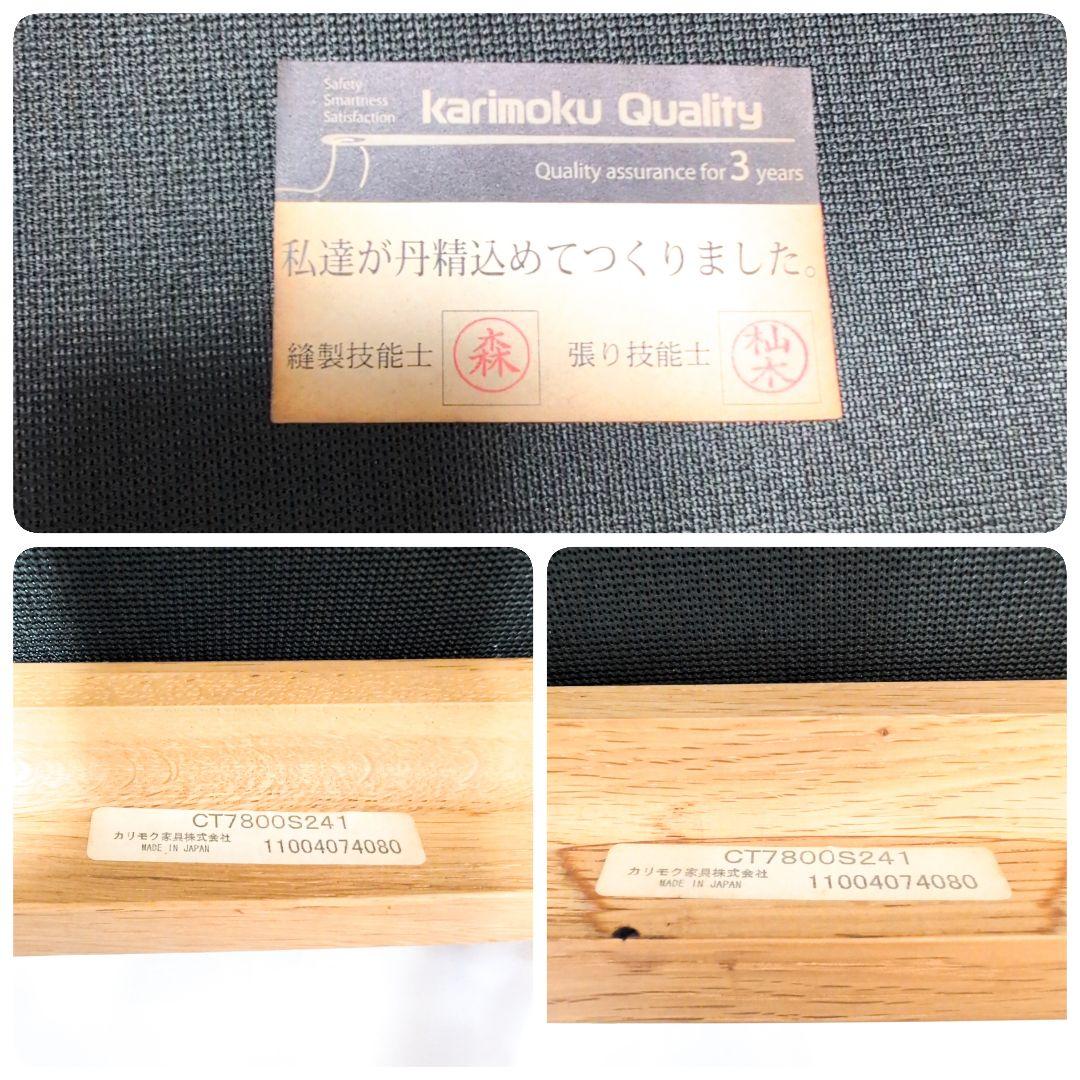 Safety
Smartness
Satisfaction
karimoku Quality
Quality assurance for 3 years
私達が丹精込めてつくりました。
縫製技能士 森 張り技能士 杣木
CT7800S241
カリモク家具株式会社
MADE IN JAPAN 11004074080
CT7800S241
カリモク家具株式会社
MADE IN JAPAN 11004074080